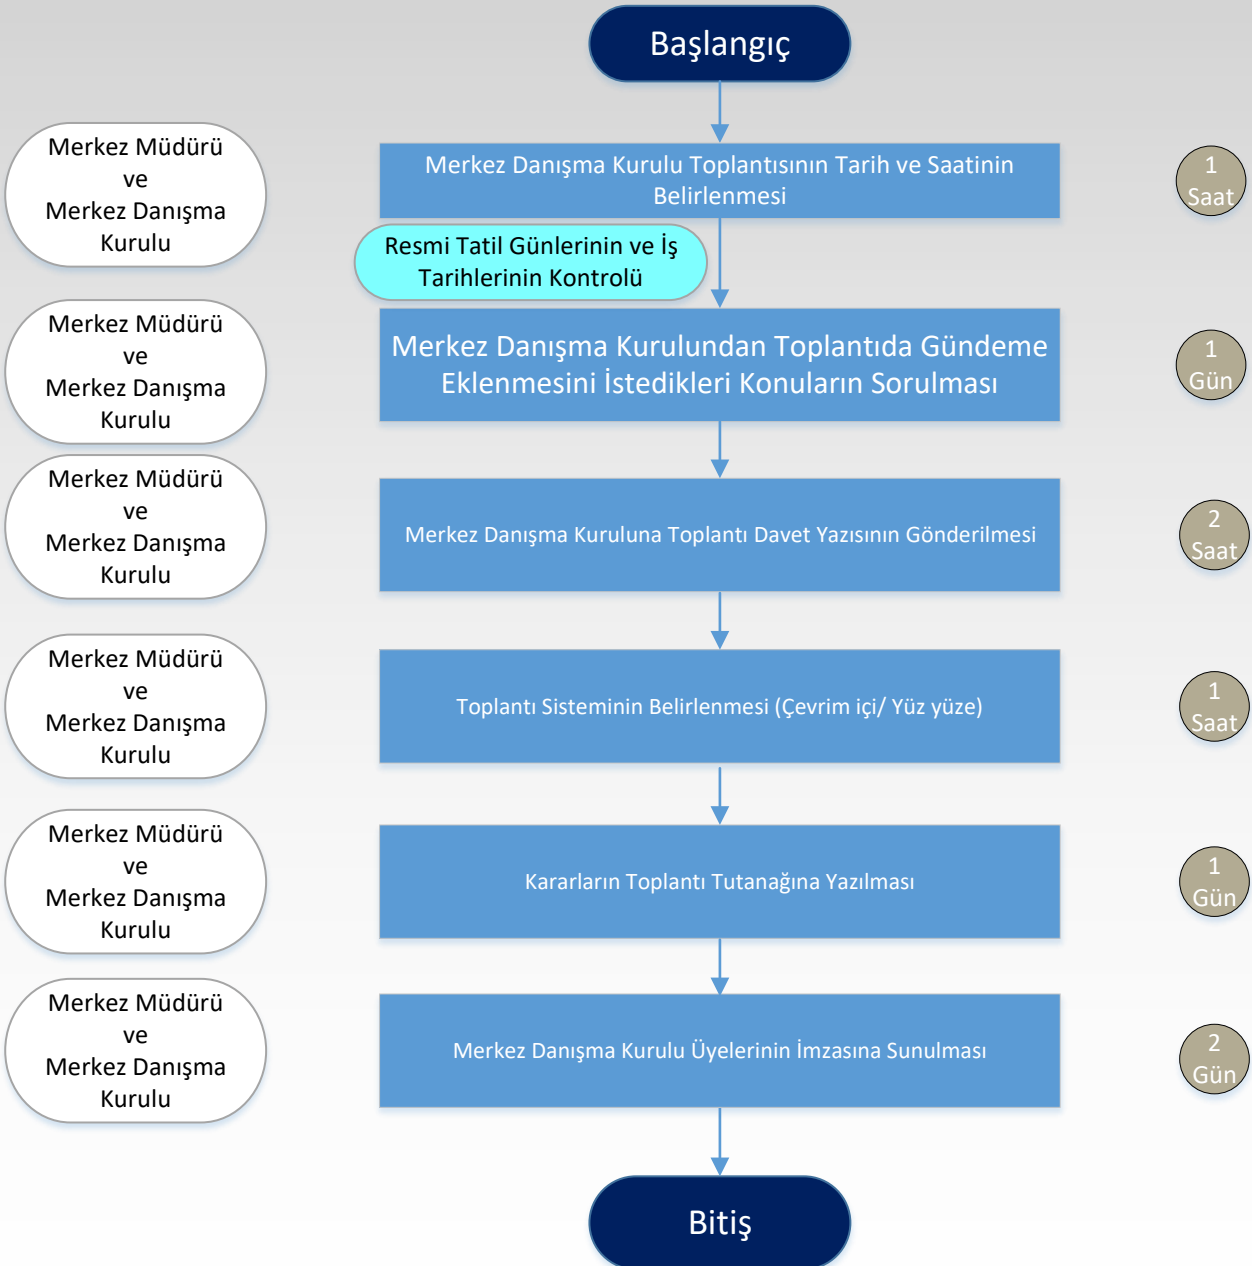 Başlangıç
Merkez Müdürü
ve
Merkez Danışma
Kurulu
Merkez Danışma Kurulu Toplantısının Tarih ve Saatinin
Belirlenmesi
1
Saat
Resmi Tatil Günlerinin ve İş
Tarihlerinin Kontrolü
Merkez Müdürü
ve
Merkez Danışma
Kurulu
Merkez Danışma Kurulundan Toplantıda Gündeme
Eklenmesini İstedikleri Konuların Sorulması
1
Gün
Merkez Müdürü
ve
Merkez Danışma
Kurulu
Merkez Danışma Kuruluna Toplantı Davet Yazısının Gönderilmesi
2
Saat
Merkez Müdürü
ve
Merkez Danışma
Kurulu
Toplantı Sisteminin Belirlenmesi (Çevrim içi/ Yüz yüze)
1
Saat
Merkez Müdürü
ve
Merkez Danışma
Kurulu
Kararların Toplantı Tutanağına Yazılması
1
Gün
Merkez Müdürü
ve
Merkez Danışma
Kurulu
Merkez Danışma Kurulu Üyelerinin İmzasına Sunulması
2
Gün
Bitiş